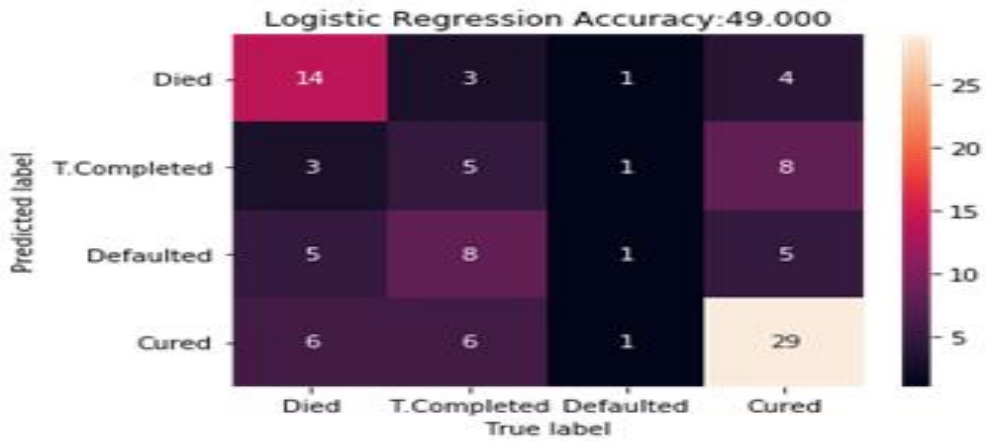 Logistic Regression Accuracy:49.000
Predicted label
Died 14 3 1 4
T.Completed 3 5 1 8
Defaulted 5 8 1 5
Cured 6 6 1 29
Died T.Completed Defaulted Cured
True label
25
20
15
10
5